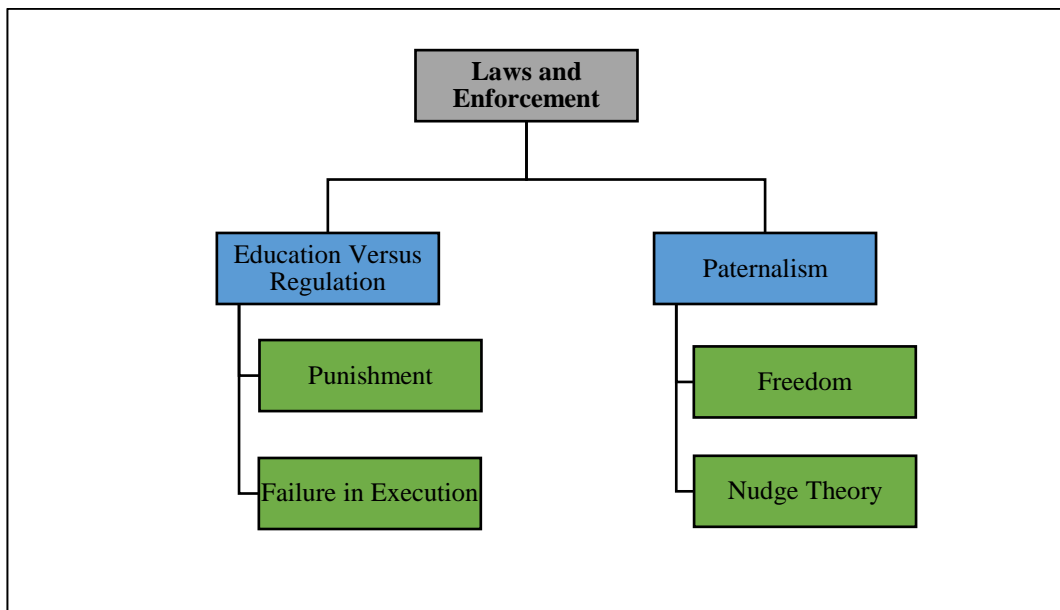 Laws and
Enforcement
Education Versus
Regulation
Punishment
Failure in Execution
Paternalism
Freedom
Nudge Theory